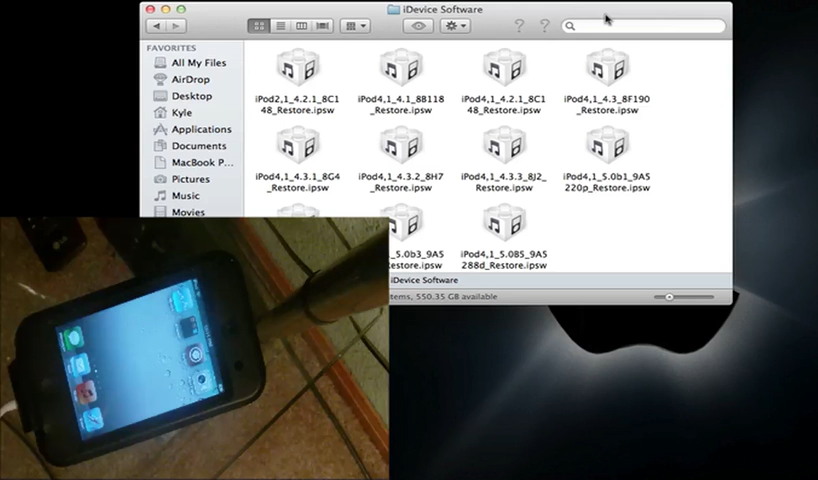 iDevice Software
FAVORITES
All My Files
AirDrop
Desktop
Kyle
Applications
Documents
MacBook P...
Pictures
Music
Movies
iPod2,1_4.2.1_8C1
48_Restore.ipsw
iPod4,1_4.1_8B118
_Restore.ipsw
iPod4,1_4.2.1_8C1
48_Restore.ipsw
iPod4,1_4.3_8F190
_Restore.ipsw
iPod4,1_4.3.1_8G4
_Restore.ipsw
iPod4,1_4.3.2_8H7
_Restore.ipsw
iPod4,1_4.3.3_8J2_
Restore.ipsw
iPod4,1_5.0b1_9A5
220p_Restore.ipsw
_5.0b3_9A5
Restore.ipsw
iPod4,1_5.0B5_9A5
288d_Restore.ipsw
iDevice Software
tems, 550.35 GB available